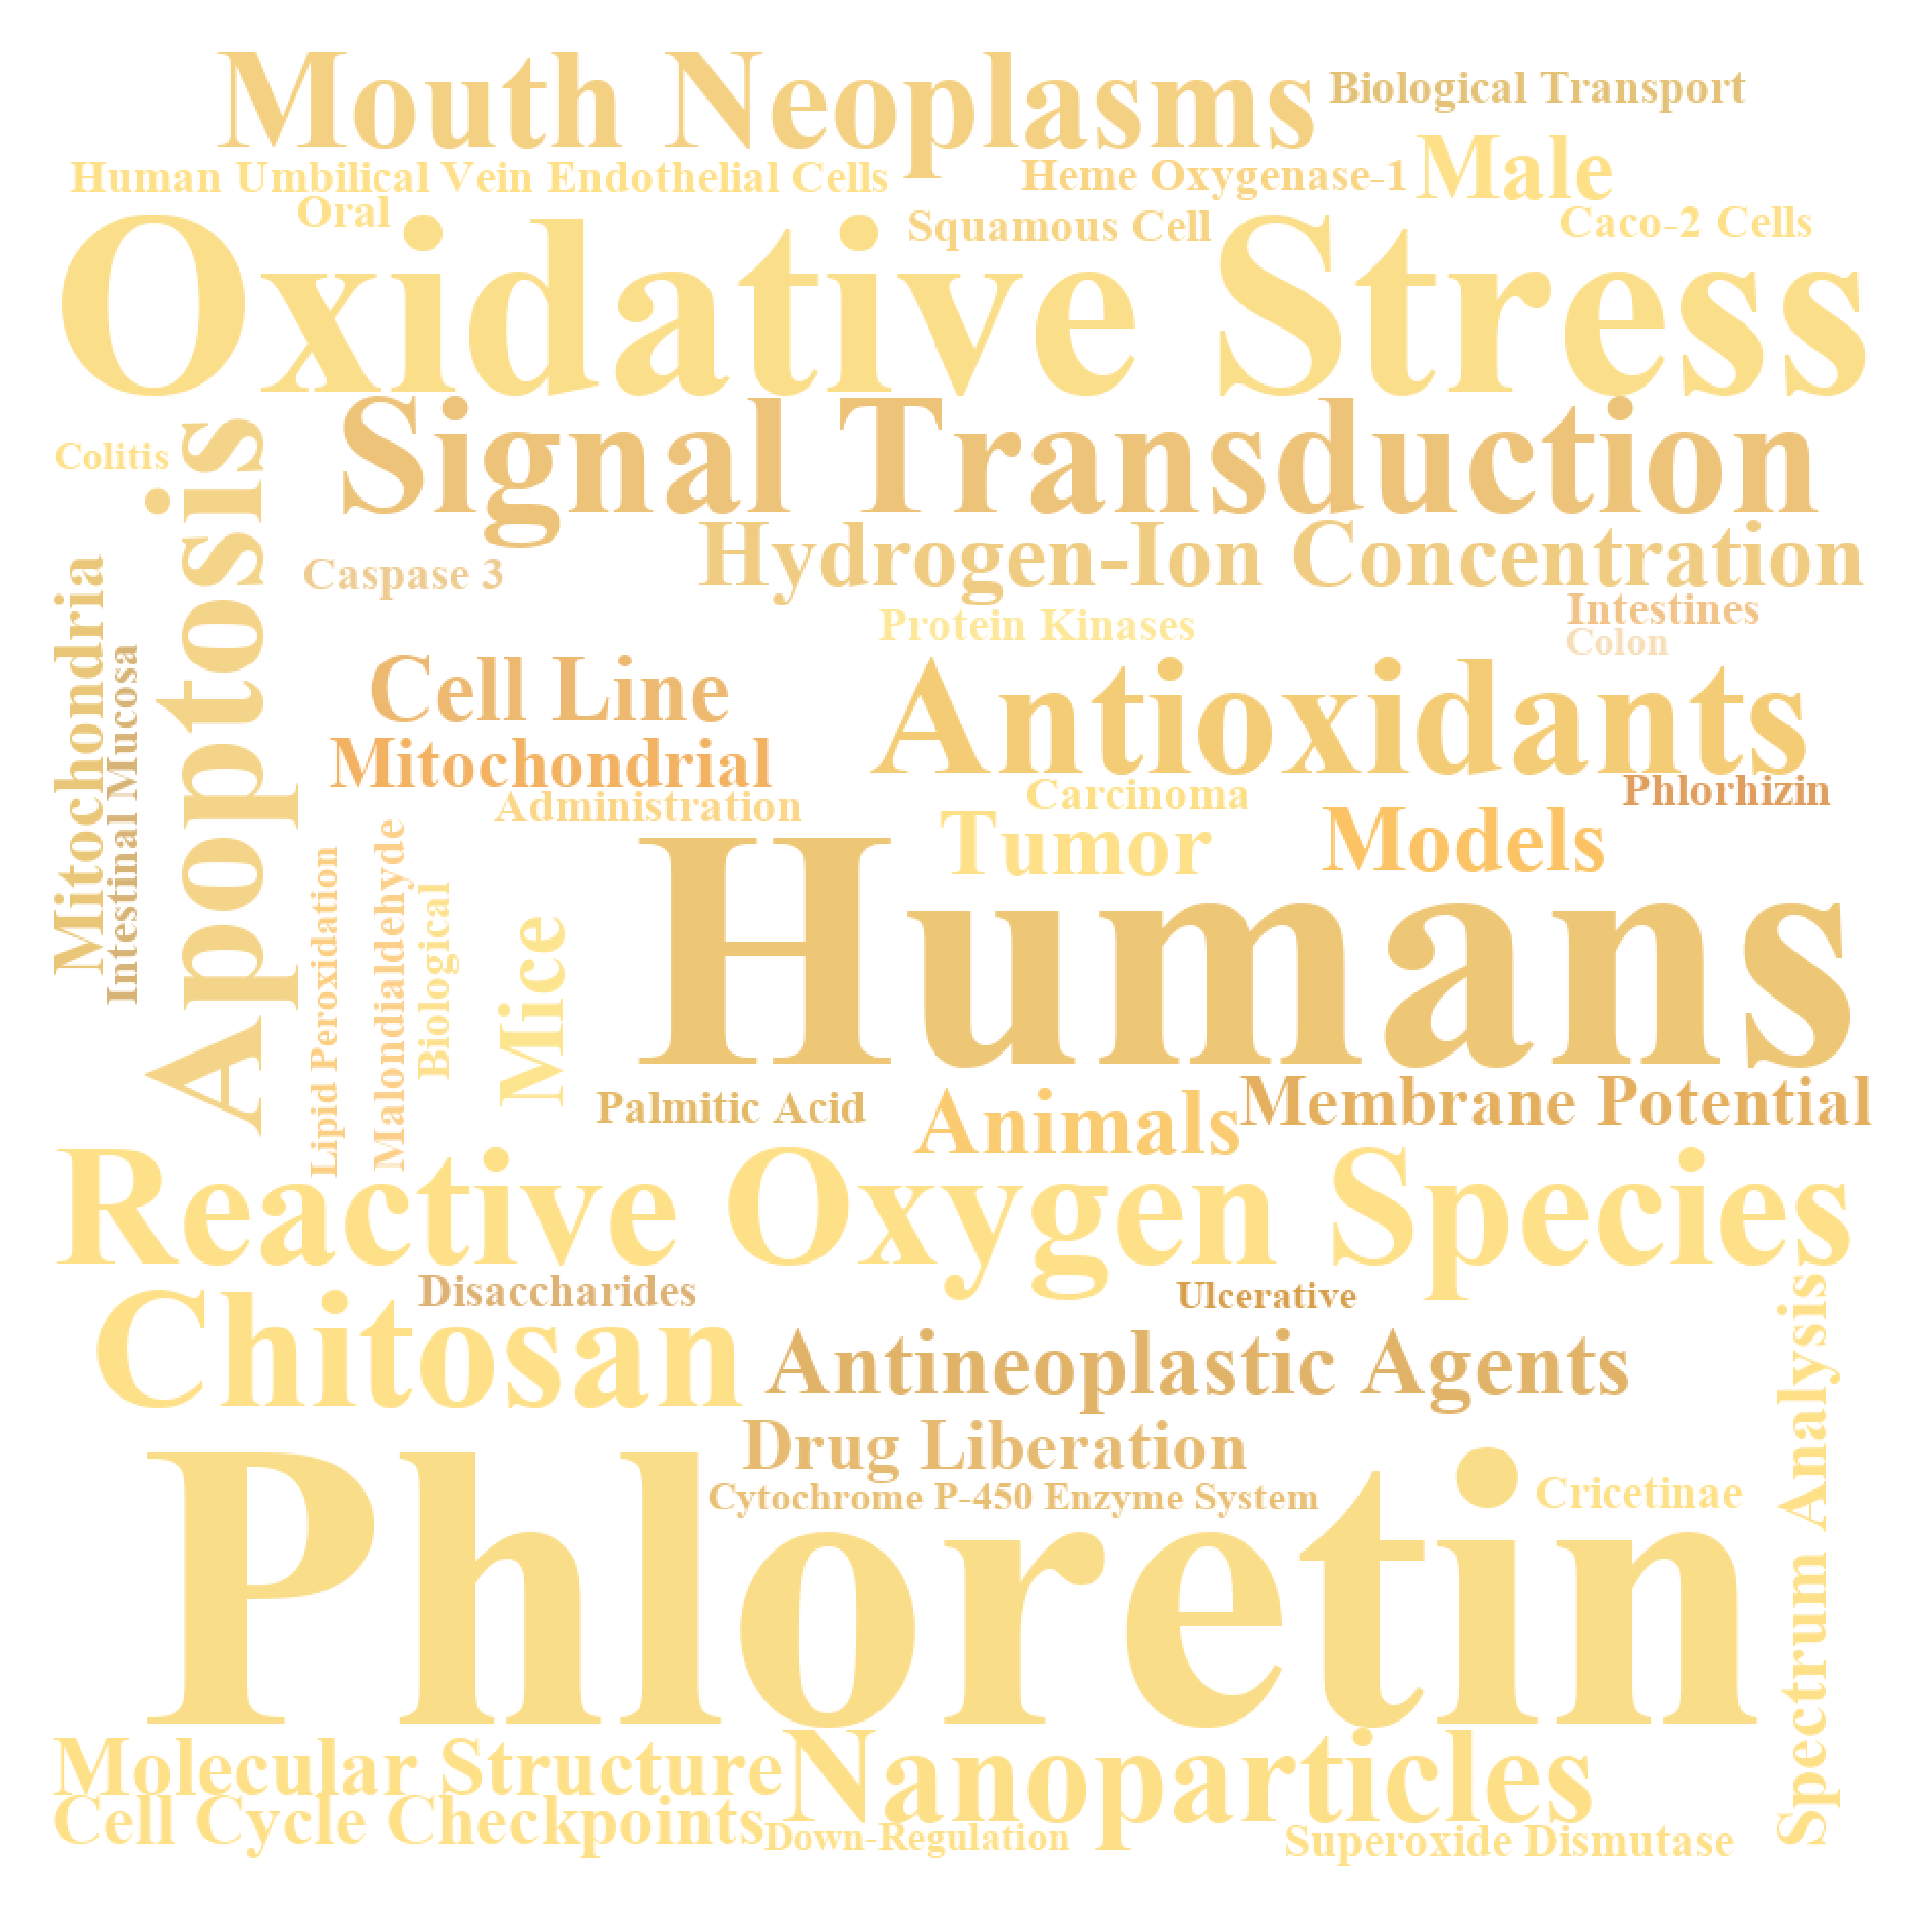 Mouth Neoplasms
Biological Transport
Human Umbilical Vein Endothelial Cells
Heme Oxygenase-1
Male
Oral
Squamous Cell
Caco-2 Cells
Oxidative Stress
Signal Transduction
Colitis
Apoptosis
Hydrogen-Ion Concentration
Caspase 3
Mitochondria
Intestinal Mucosa
Protein Kinases
Intestines
Colon
Cell Line
Antioxidants
Mitochondrial
Administration
Carcinoma
Phlorhizin
Tumor
Models
Humans
Lipid Peroxidation
Malondialdehyde
Biological
Mice
Palmitic Acid
Animals
Membrane Potential
Reactive Oxygen Species
Disaccharides
Ulcerative
Chitosan
Antineoplastic Agents
Spectrum Analysis
Drug Liberation
Cytochrome P-450 Enzyme System
Cricetinae
Phloretin
Molecular Structure
Nanoparticles
Cell Cycle Checkpoints
Down-Regulation
Superoxide Dismutase